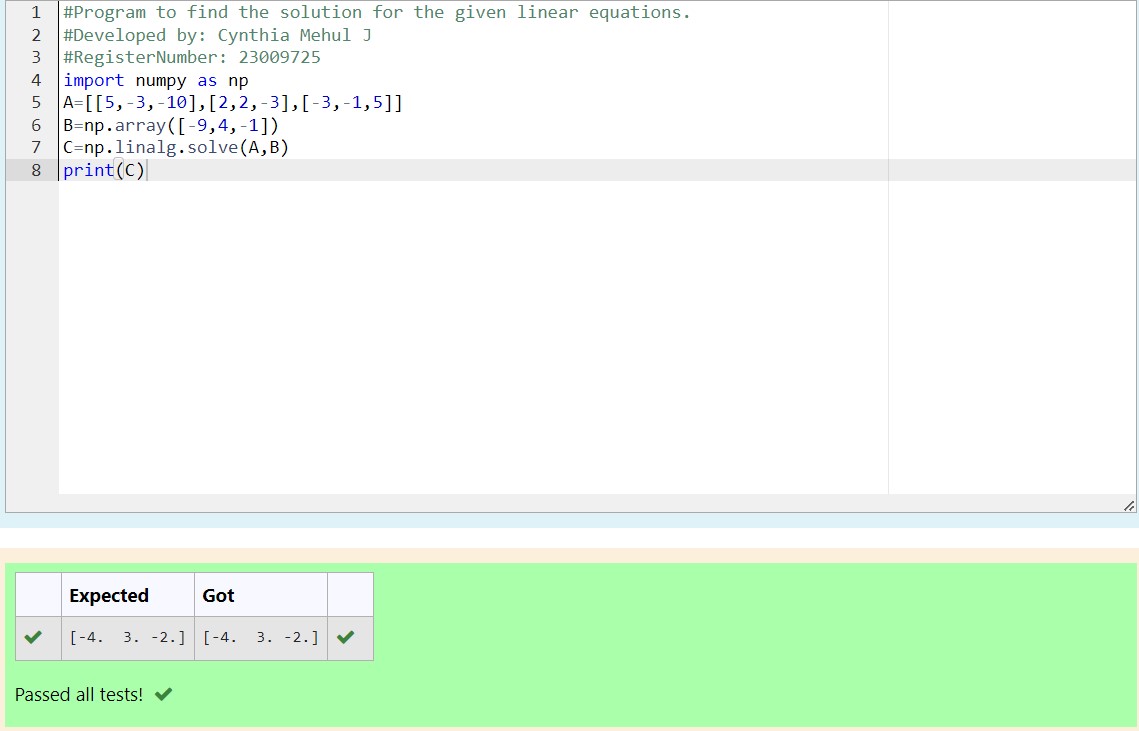 1 #Program to find the solution for the given linear equations.
2 #Developed by: Cynthia Mehul J
3 #RegisterNumber: 23009725
4 import numpy as np
5 A=[[5,-3,-10],[2,2,-3],[-3,-1,5]]
6 B=np.array([-9,4,-1])
7 C=np.linalg.solve(A,B)
8 print(C)
Expected Got
[-4.  3. -2.] [-4.  3. -2.]
Passed all tests!